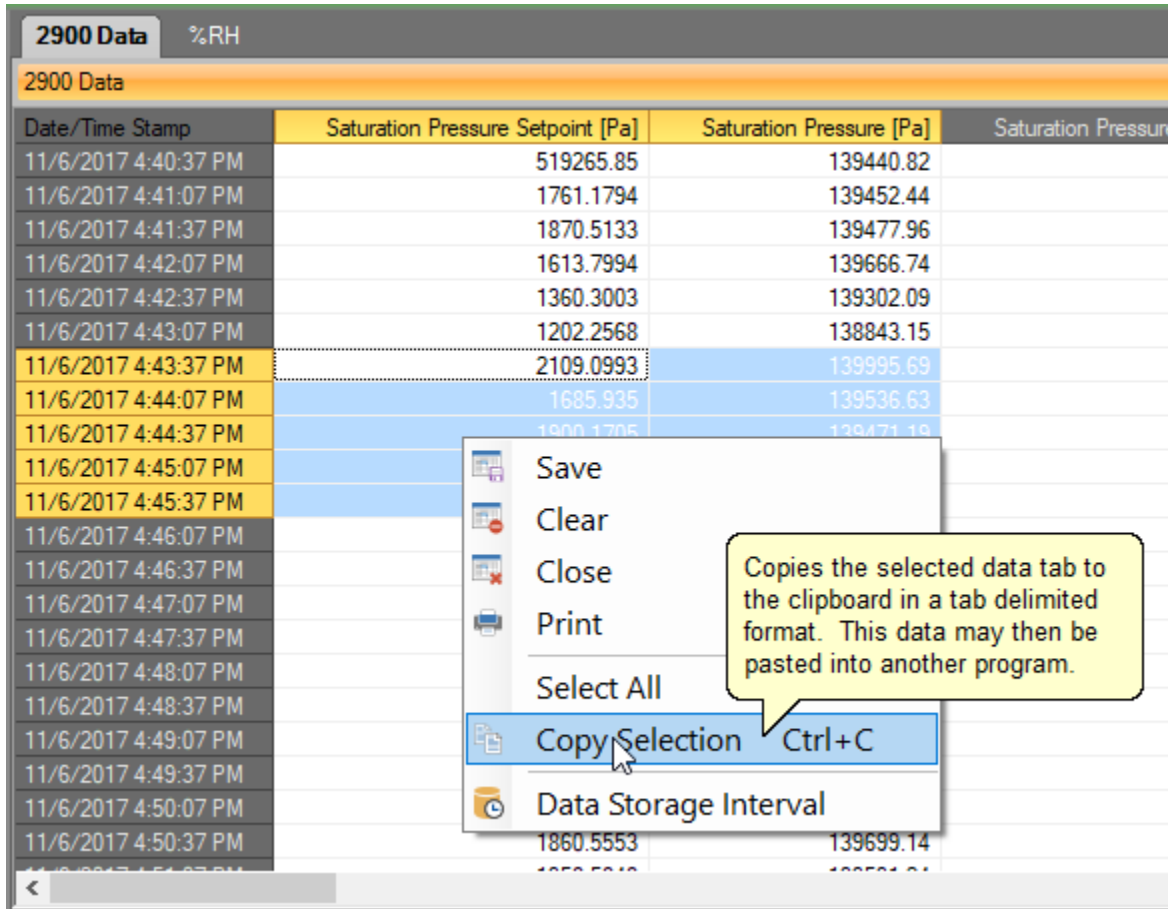 2900 Data %RH
2900 Data
Date/Time Stamp Saturation Pressure Setpoint [Pa] Saturation Pressure [Pa] Saturation Pressure
11/6/2017 4:40:37 PM 519265.85 139440.82
11/6/2017 4:41:07 PM 1761.1794 139452.44
11/6/2017 4:41:37 PM 1870.5133 139477.96
11/6/2017 4:42:07 PM 1613.7994 139666.74
11/6/2017 4:42:37 PM 1360.3003 139302.09
11/6/2017 4:43:07 PM 1202.2568 138843.15
11/6/2017 4:43:37 PM 2109.0993 139995.69
11/6/2017 4:44:07 PM 1685.935 139536.63
11/6/2017 4:44:37 PM 1900.1705 139471.19
11/6/2017 4:45:07 PM
11/6/2017 4:45:37 PM
11/6/2017 4:46:07 PM
11/6/2017 4:46:37 PM
11/6/2017 4:47:07 PM
11/6/2017 4:47:37 PM
11/6/2017 4:48:07 PM
11/6/2017 4:48:37 PM
11/6/2017 4:49:07 PM
11/6/2017 4:49:37 PM
11/6/2017 4:50:07 PM
11/6/2017 4:50:37 PM 1860.5553 139699.14
Save
Clear
Close
Print
Select All
Copy Selection Ctrl+C
Data Storage Interval
Copies the selected data tab to
the clipboard in a tab delimited
format. This data may then be
pasted into another program.